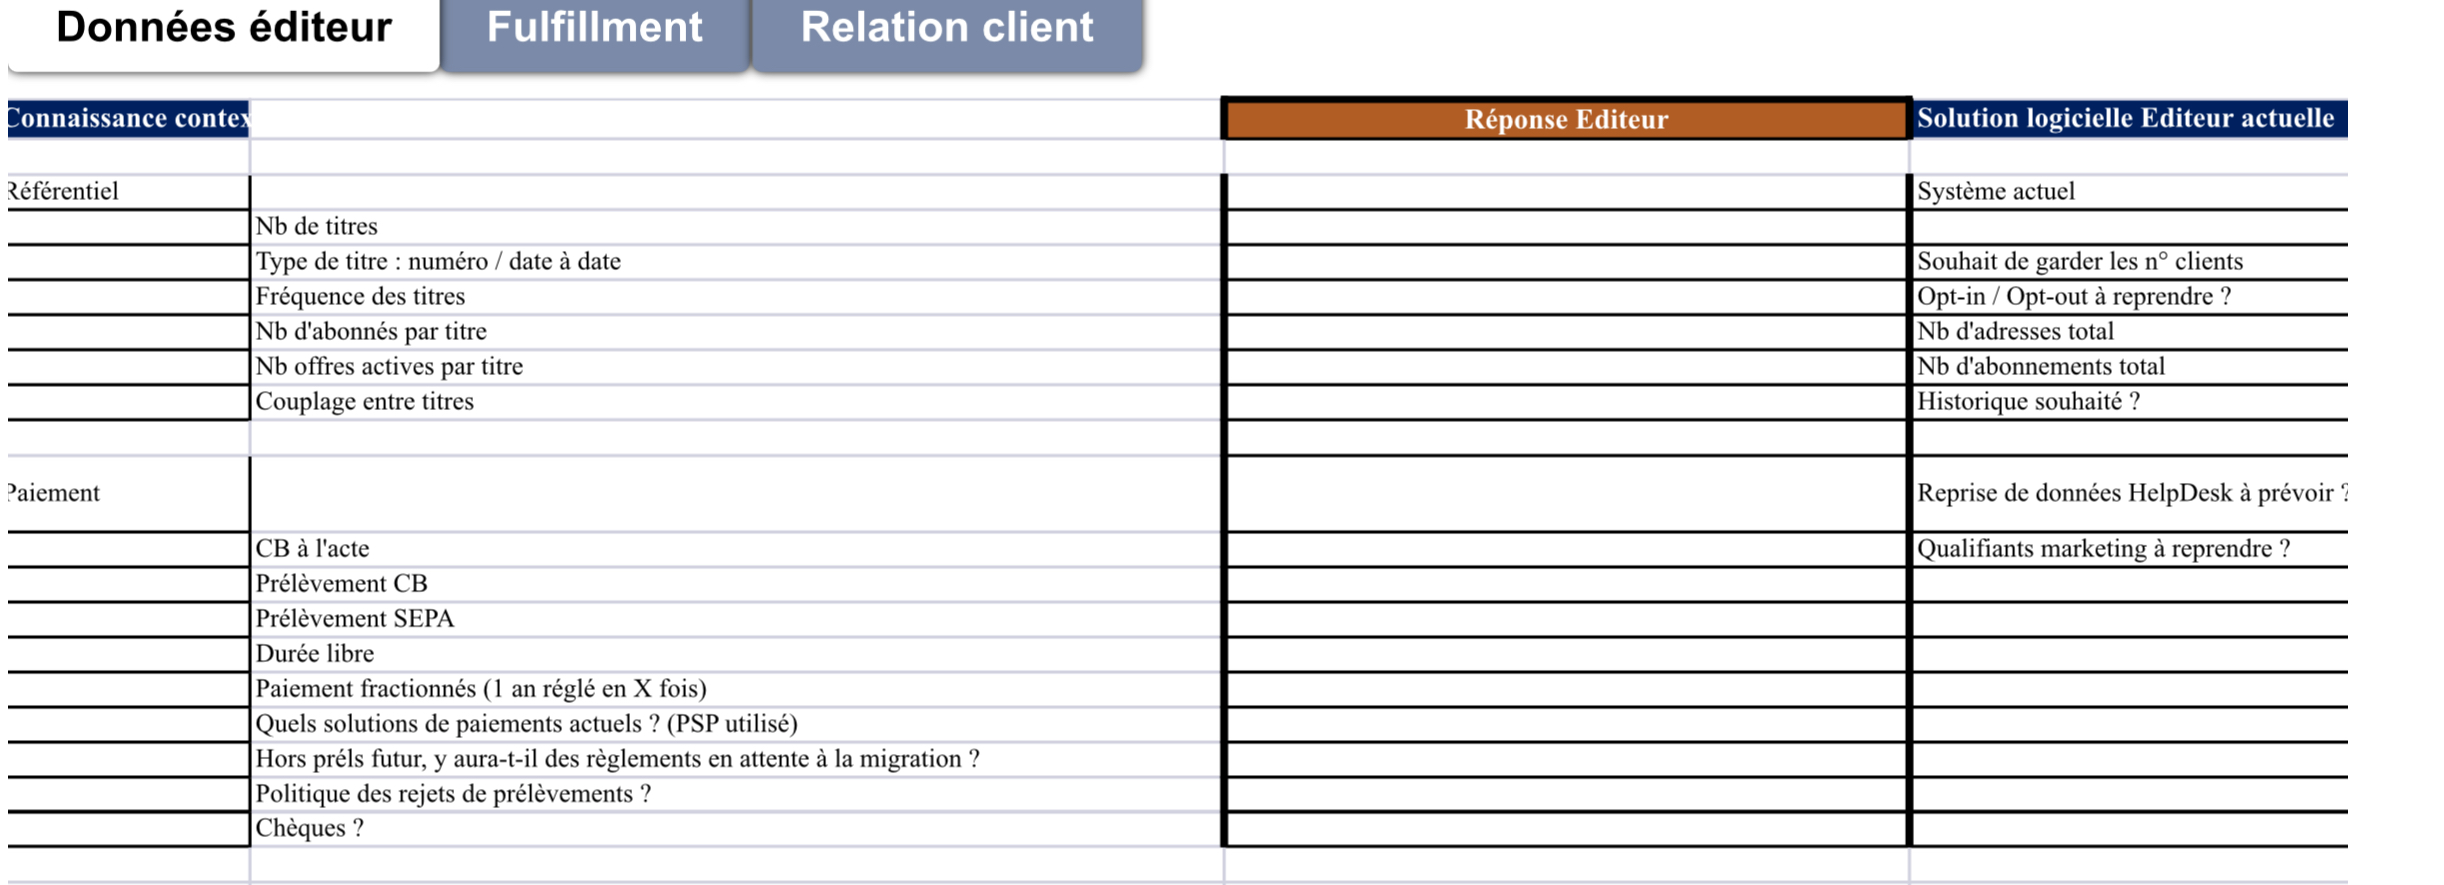 Données éditeur Fulfillment Relation client
Connaissance contex Réponse Editeur Solution logicielle Editeur actuelle
Référentiel Système actuel
Nb de titres
Type de titre : numéro / date à date Souhait de garder les n° clients
Fréquence des titres Opt-in / Opt-out à reprendre ?
Nb d'abonnés par titre Nb d'adresses total
Nb offres actives par titre Nb d'abonnements total
Couplage entre titres Historique souhaité ?
Paiement Reprise de données HelpDesk à prévoir ?
CB à l'acte Qualifiants marketing à reprendre ?
Prélèvement CB
Prélèvement SEPA
Durée libre
Paiement fractionnés (1 an réglé en X fois)
Quels solutions de paiements actuels ? (PSP utilisé)
Hors préls futur, y aura-t-il des règlements en attente à la migration ?
Politique des rejets de prélèvements ?
Chèques ?